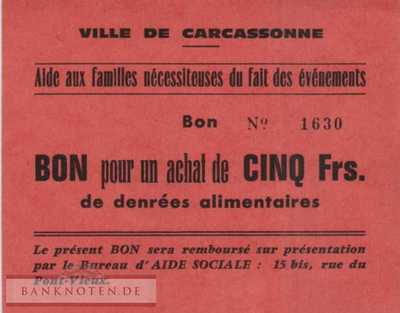 VILLE DE CARCASSONNE
Aide aux familles nécessiteuses du fait des événements
Bon No 1630
BON pour un achat de CINQ Frs.
de denrées alimentaires
Le présent BON sera remboursé sur présentation
par le Bureau d'AIDE SOCIALE : 15 bis, rue du
Pont-Vieux.
BANKNOTEN.DE